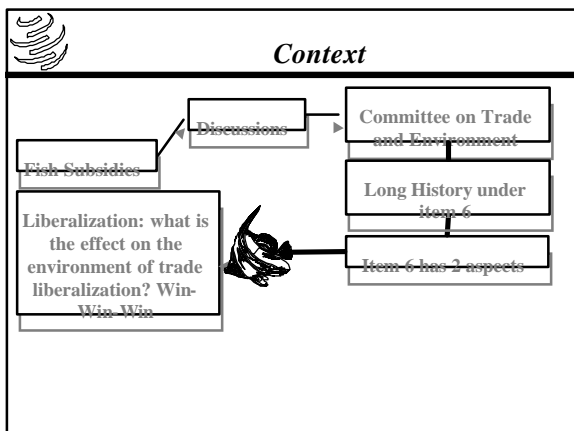 Context
Fish Subsidies
Discussions
Committee on Trade
and Environment
Long History under
item 6
Item 6 has 2 aspects
Liberalization: what is
the effect on the
environment of trade
liberalization? Win-
Win-Win